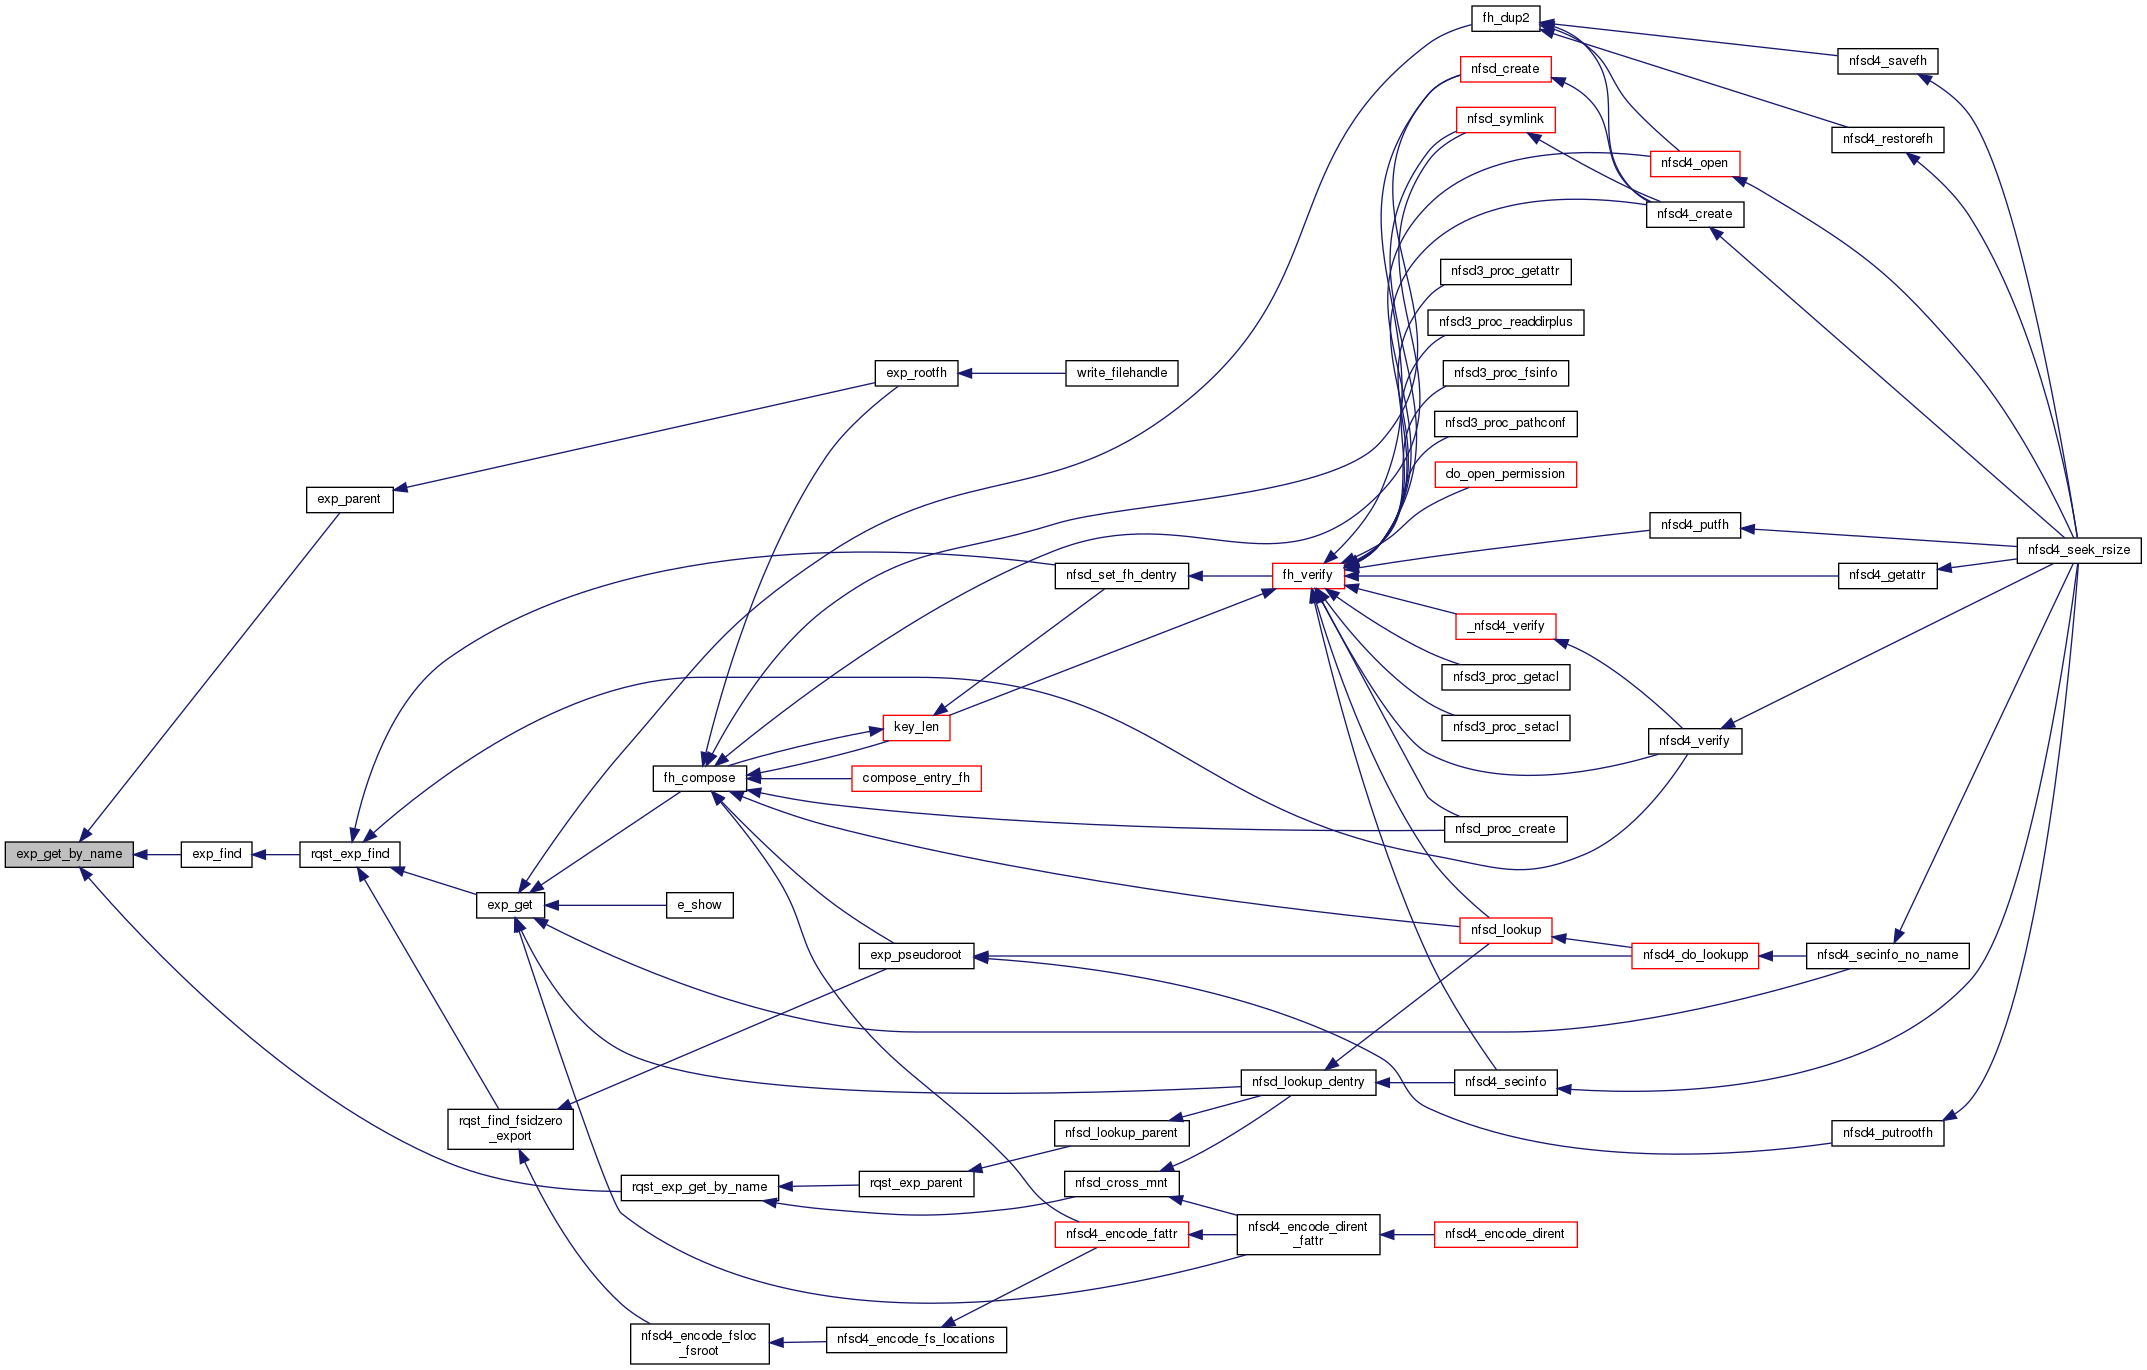 fh_dup2
nfsd4_savefh
nfsd_create
nfsd_symlink
nfsd4_restorefh
nfsd4_open
nfsd4_create
nfsd3_proc_getattr
nfsd3_proc_readdirplus
exp_rootfh
write_filehandle
nfsd3_proc_fsinfo
nfsd3_proc_pathconf
do_open_permission
exp_parent
nfsd4_putfh
nfsd4_seek_rsize
nfsd_set_fh_dentry
fh_verify
nfsd4_getattr
_nfsd4_verify
nfsd3_proc_getacl
key_len
nfsd3_proc_setacl
nfsd4_verify
fh_compose
compose_entry_fh
nfsd_proc_create
exp_get_by_name
exp_find
rqst_exp_find
exp_get
e_show
nfsd_lookup
exp_pseudoroot
nfsd4_do_lookupp
nfsd4_secinfo_no_name
nfsd_lookup_dentry
nfsd4_secinfo
rqst_find_fsidzero
_export
nfsd_lookup_parent
nfsd4_putrootfh
rqst_exp_get_by_name
rqst_exp_parent
nfsd_cross_mnt
nfsd4_encode_fattr
nfsd4_encode_dirent
_fattr
nfsd4_encode_dirent
nfsd4_encode_fsloc
_fsroot
nfsd4_encode_fs_locations